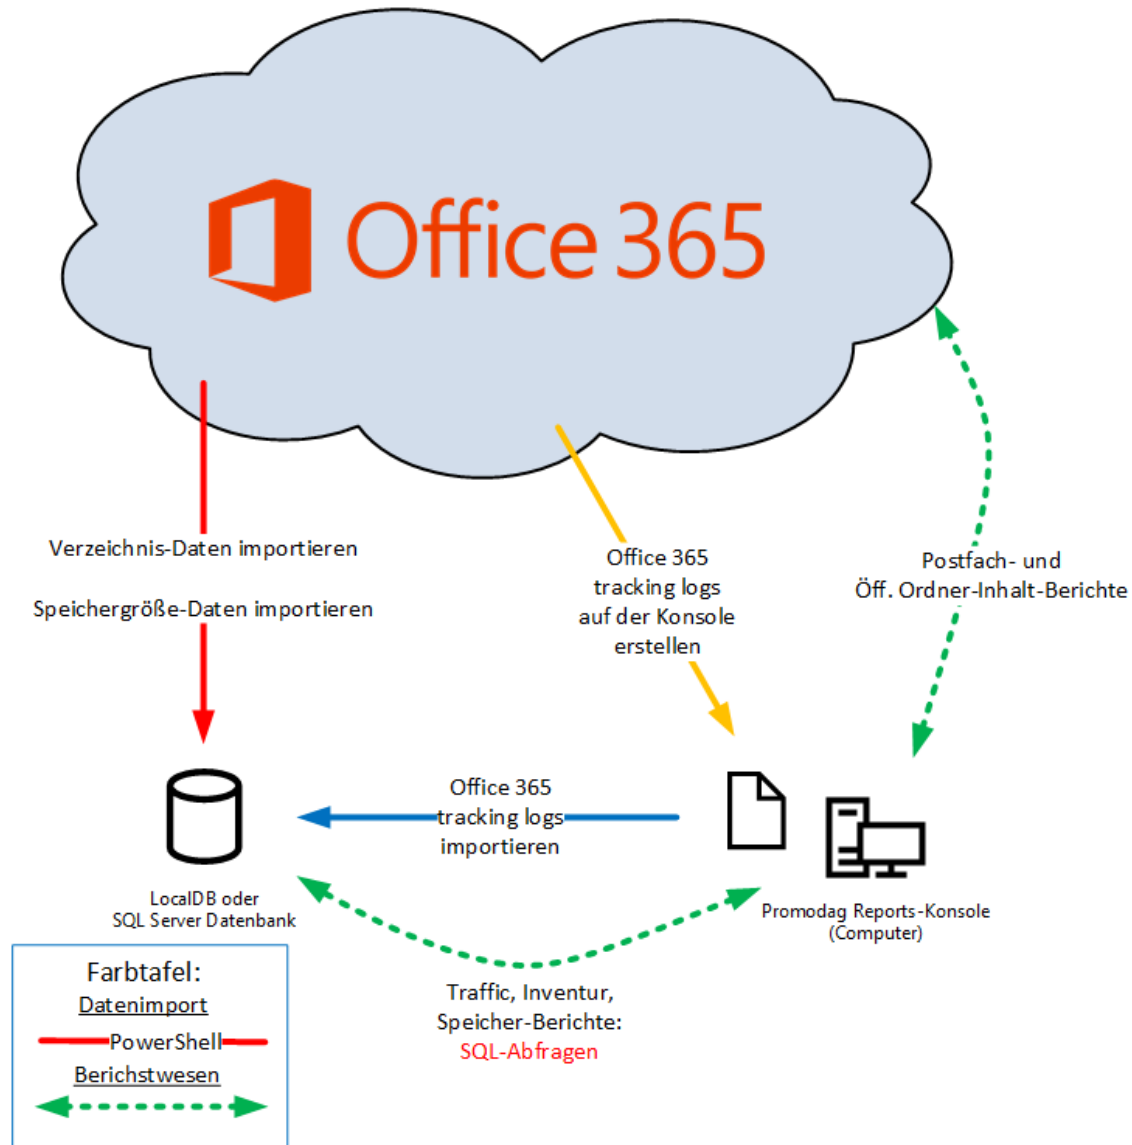 Office 365
Verzeichnis-Daten importieren
Speichergröße-Daten importieren
Office 365
tracking logs
auf der Konsole
erstellen
Postfach- und
Öff. Ordner-Inhalt-Berichte
Office 365
tracking logs
importieren
LocalDB oder
SQL Server Datenbank
Promodag Reports-Konsole
(Computer)
Traffic, Inventur,
Speicher-Berichte:
SQL-Abfragen
Farbtafel:
Datenimport
PowerShell
Berichstwesen